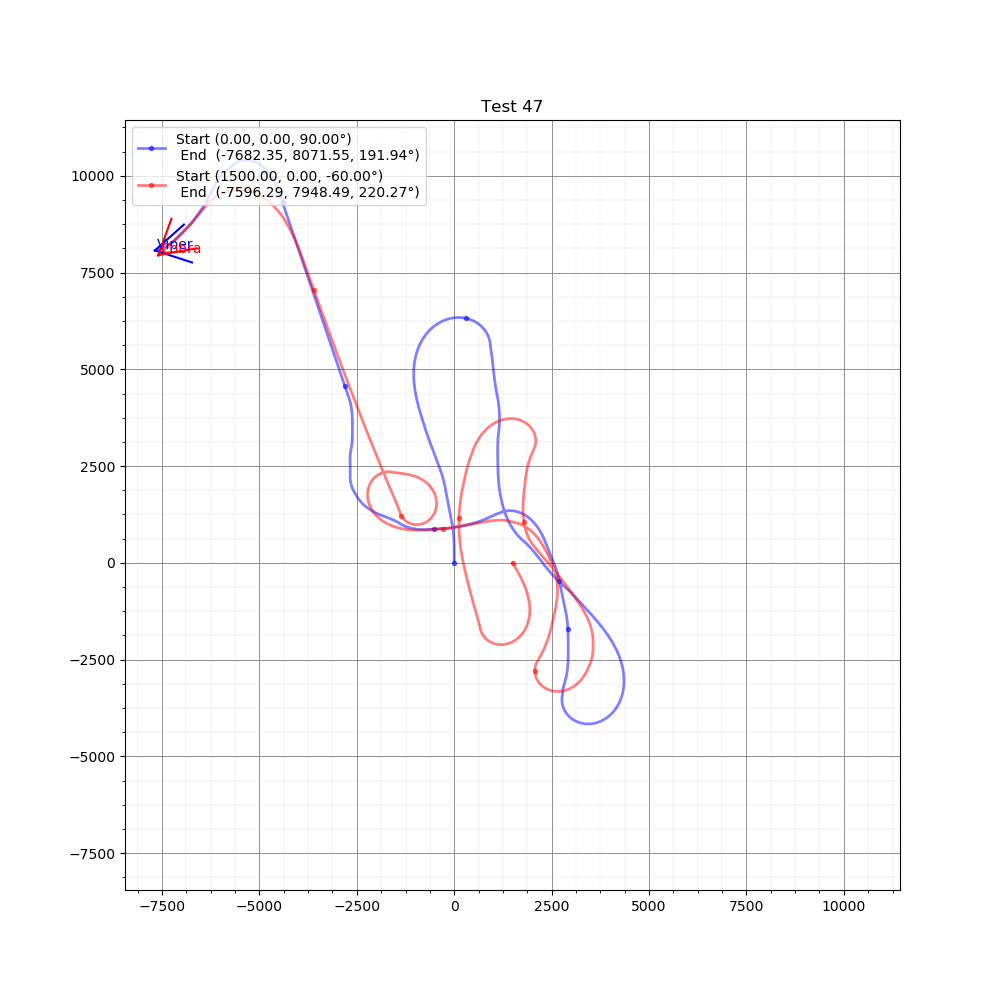 Test 47
Start (0.00, 0.00, 90.00°)
End (-7682.35, 8071.55, 191.94°)
Start (1500.00, 0.00, -60.00°)
End (-7596.29, 7948.49, 220.27°)
10000
7500
5000
2500
0
−2500
−5000
−7500
Viper
−7500 −5000 −2500 0 2500 5000 7500 10000